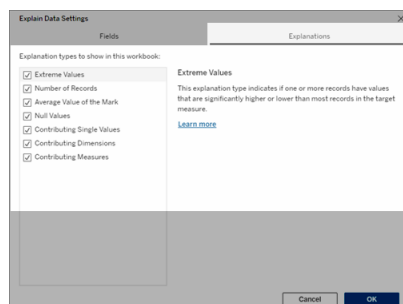 Explain Data Settings
Fields
Explanations
Explanation types to show in this workbook:
Extreme Values
Number of Records
Average Value of the Mark
Null Values
Contributing Single Values
Contributing Dimensions
Contributing Measures
Extreme Values
This explanation type indicates if one or more records have values
that are significantly higher or lower than most records in the target
measure.
Learn more
Cancel
OK